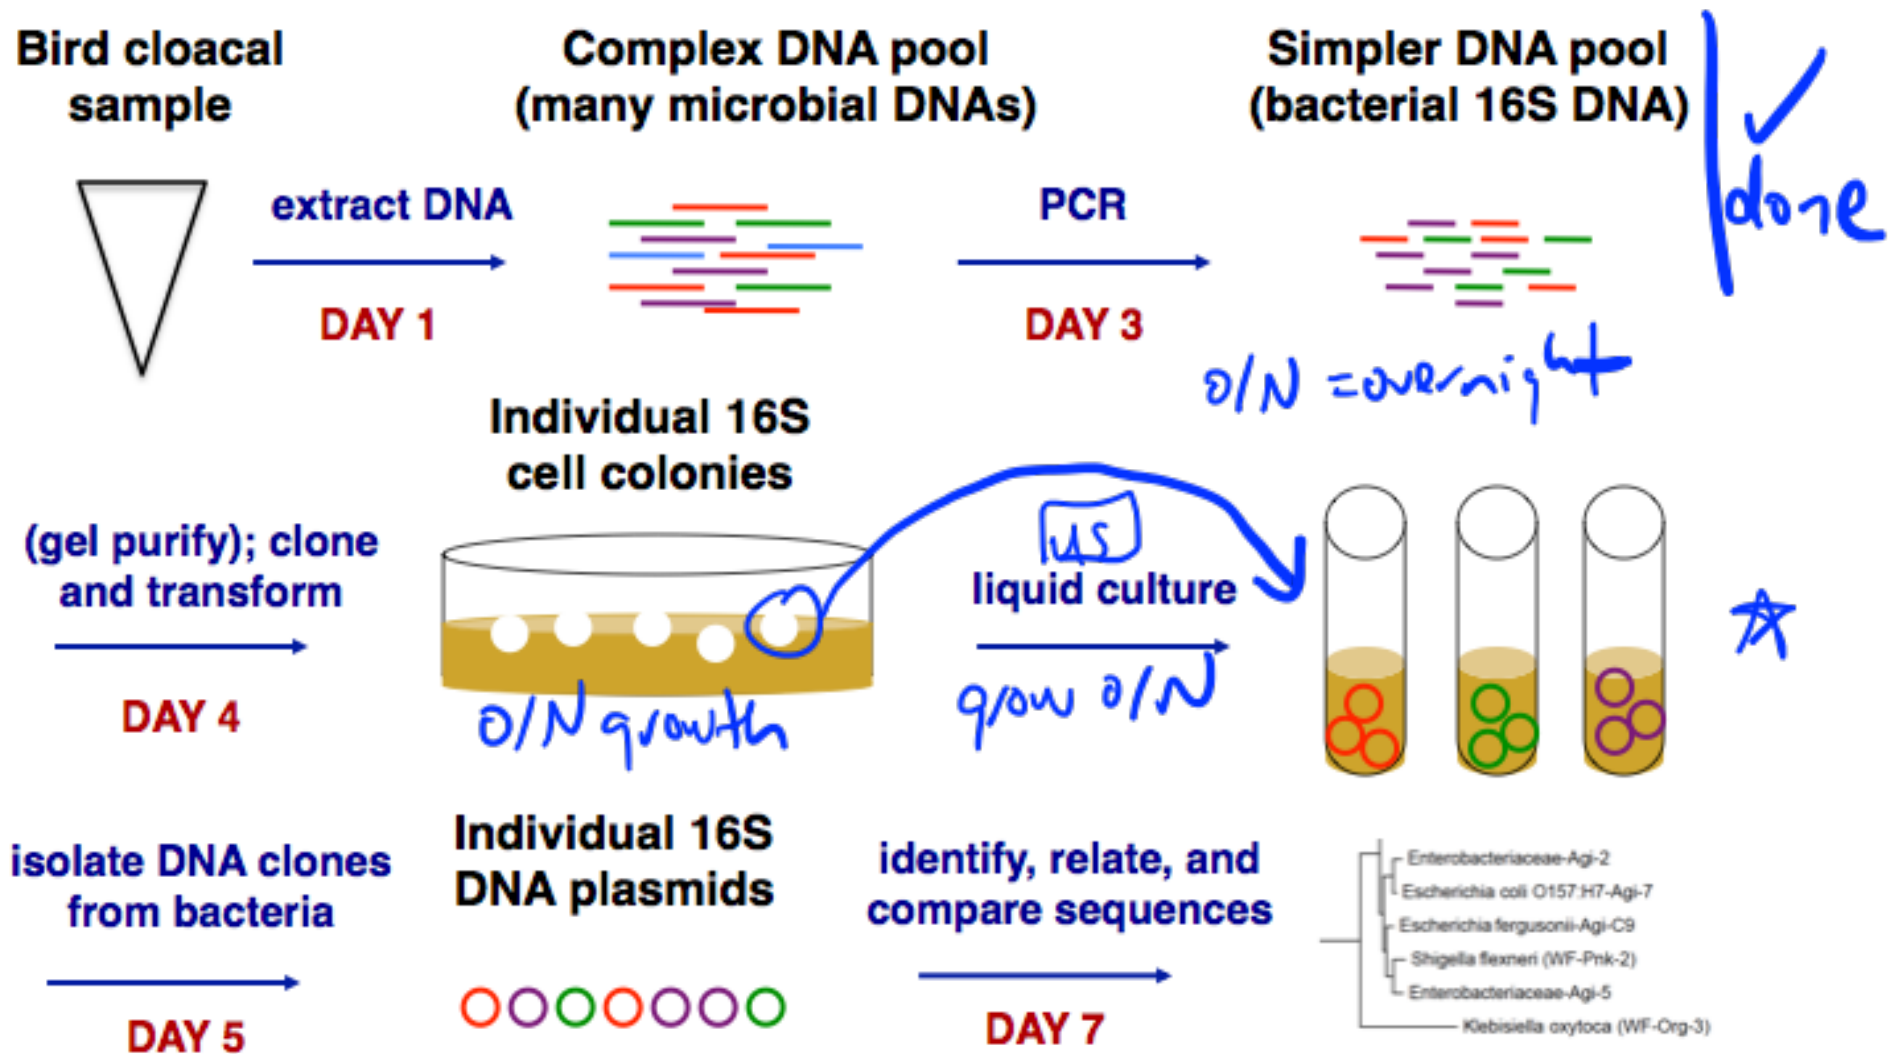 Bird cloacal
sample
Complex DNA pool
(many microbial DNAs)
Simpler DNA pool
(bacterial 16S DNA)
✓
done
extract DNA
DAY 1
PCR
DAY 3
O/N = overnight
(gel purify); clone
and transform
DAY 4
Individual 16S
cell colonies
O/N growth
US
liquid culture
grow O/N
isolate DNA clones
from bacteria
DAY 5
Individual 16S
DNA plasmids
identify, relate, and
compare sequences
DAY 7
Enterobacteriaceae-Agi-2
Escherichia coli O157:H7-Agi-7
Escherichia fergusonii-Agi-C9
Shigella flexneri (WF-Pnk-2)
Enterobacteriaceae-Agi-5
Klebisiella oxytoca (WF-Org-3)